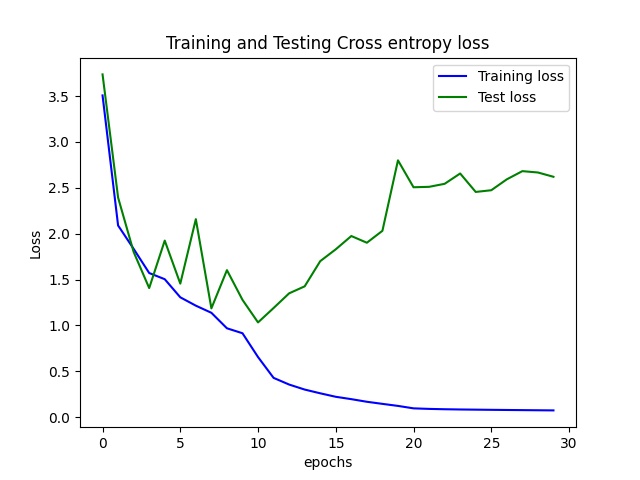 Training and Testing Cross entropy loss
Training loss
Test loss
3.5
3.0
2.5
2.0
1.5
1.0
0.5
0.0
Loss
0 5 10 15 20 25 30
epochs